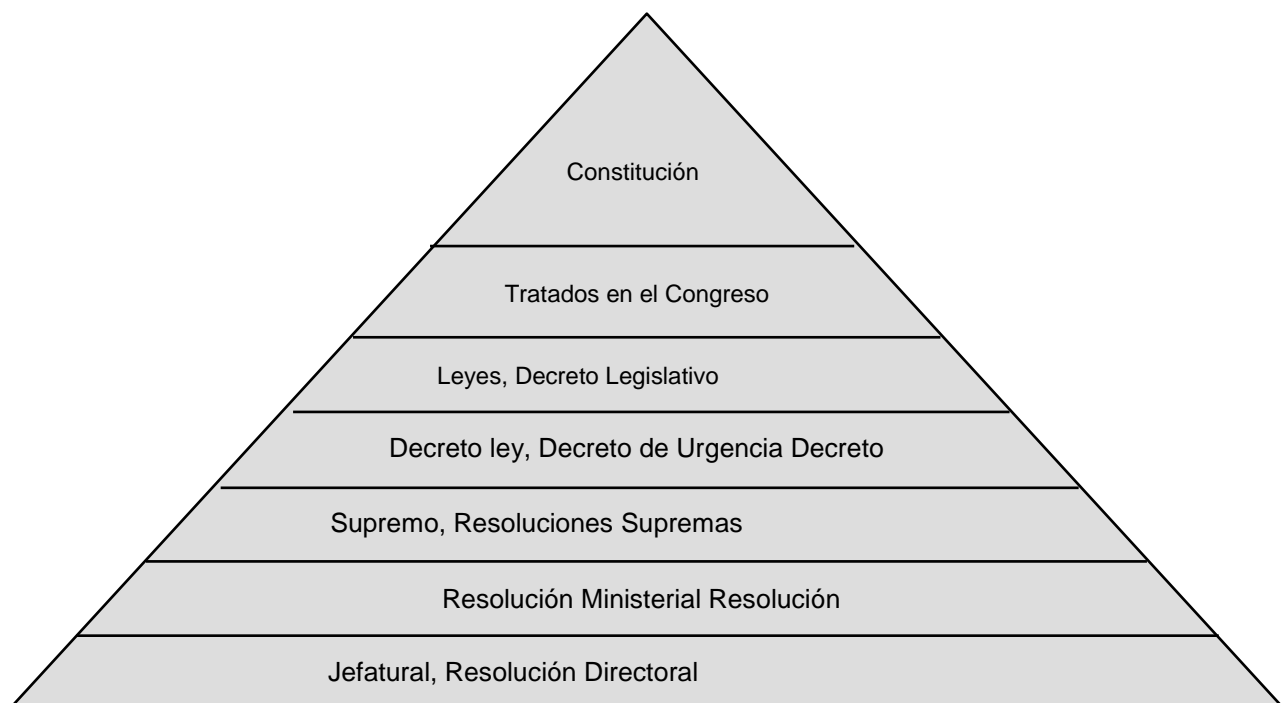 Constitución
Tratados en el Congreso
Leyes, Decreto Legislativo
Decreto ley, Decreto de Urgencia Decreto
Supremo, Resoluciones Supremas
Resolución Ministerial Resolución
Jefatural, Resolución Directoral